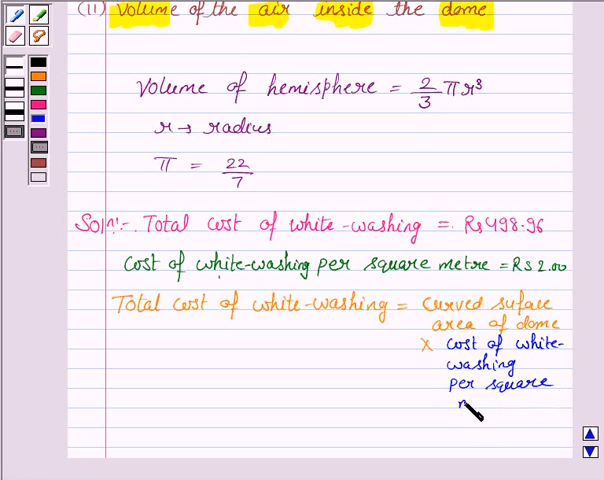 (ii) Volume of the air inside the dome
Volume of hemisphere = 2/3 πr³
r → radius
π = 22/7
Soln:- Total cost of white-washing = Rs 498.96
Cost of white-washing per square metre = Rs 2.00
Total cost of white-washing = curved suface
area of dome
x cost of white-
washing
per square